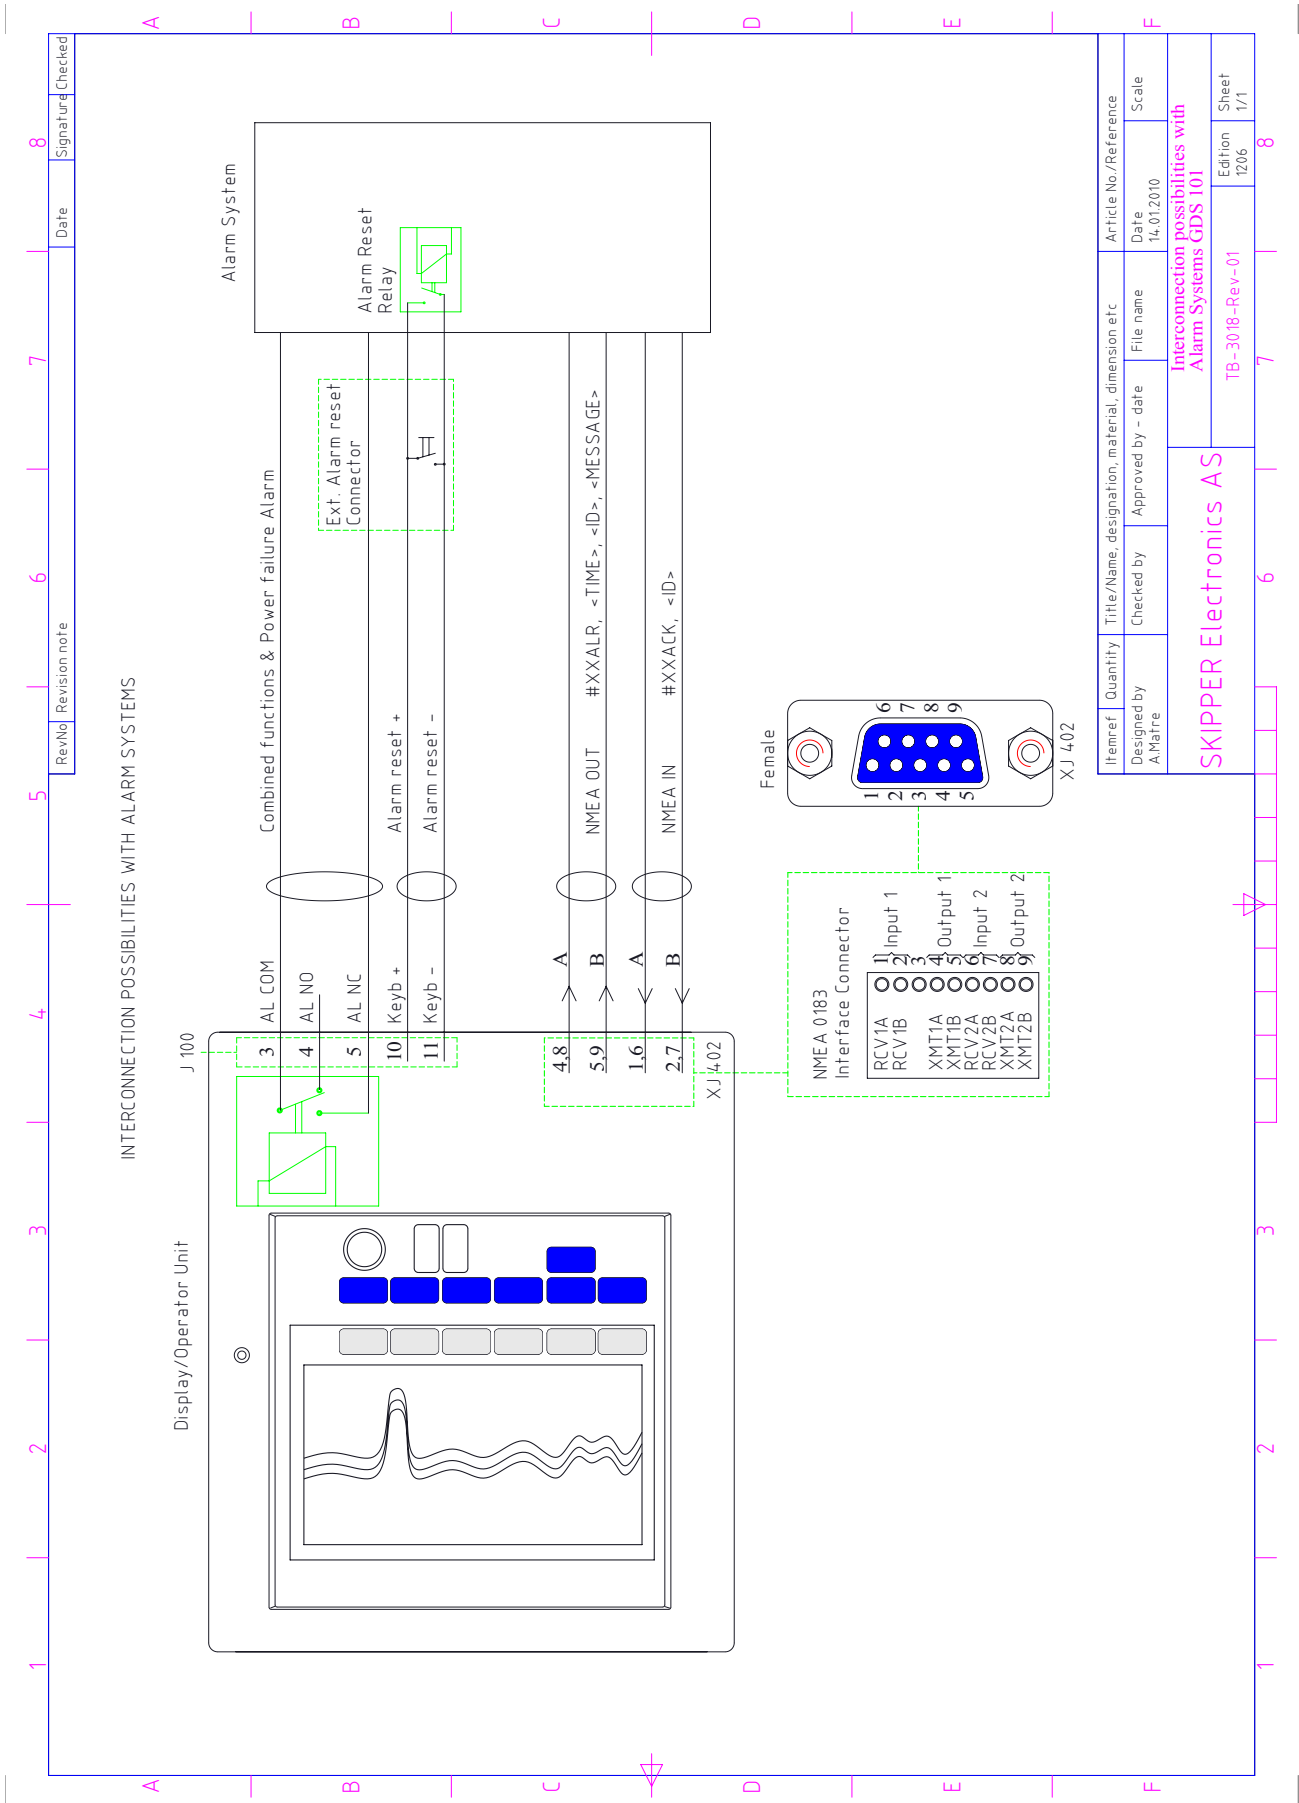 INTERCONNECTION POSSIBILITIES WITH ALARM SYSTEMS
RevNo
Revision note
Date
Signature
Checked
1
2
3
4
5
6
7
8
A
B
C
D
E
F
Display/Operator Unit
J 100
3
AL COM
4
AL NO
5
AL NC
10
Keyb +
11
Keyb -
Combined functions & Power failure Alarm
Alarm reset +
Alarm reset -
Ext. Alarm reset
Connector
Alarm System
Alarm Reset
Relay
4,8
A
5,9
B
1,6
A
2,7
B
XJ 402
NMEA OUT
#XXALR, <TIME>, <ID>, <MESSAGE>
NMEA IN
#XXACK, <ID>
NMEA 0183
Interface Connector
RCV1A 1
RCV1B 2
Input 1
3
XMT1A 4
XMT1B 5
Output 1
RCV2A 6
RCV2B 7
Input 2
XMT2A 8
XMT2B 9
Output 2
Female
1
2
3
4
5
6
7
8
9
XJ 402
Itemref
Quantity
Title/Name, designation, material, dimension etc
Article No./Reference
Designed by
A.Matre
Checked by
Approved by - date
File name
Date
14.01.2010
Scale
SKIPPER Electronics AS
Interconnection possibilities with
Alarm Systems GDS 101
TB-3018-Rev-01
Edition
1206
Sheet
1/1
1
2
3
4
5
6
7
8
A
B
C
D
E
F